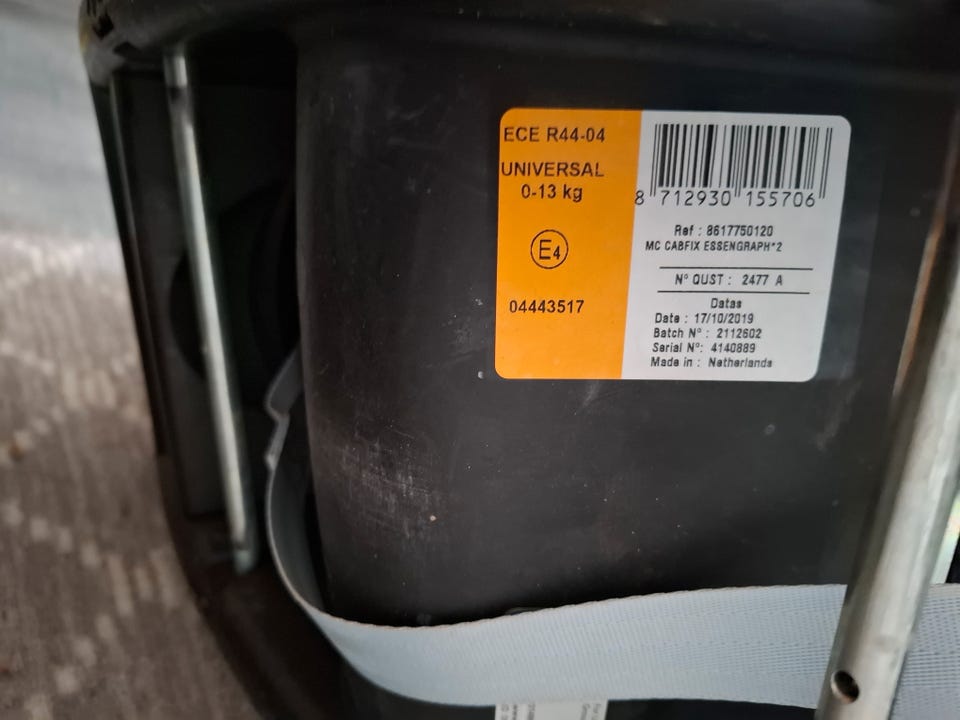 ECE R44-04
UNIVERSAL
0-13 kg
E4
04443517
8 712930 155706
Ref : 8617750120
MC CABFIX ESSENGRAPH*2
N° QUST : 2477 A
Datas
Date : 17/10/2019
Batch N° : 2112602
Serial N°: 4140889
Made in : Netherlands